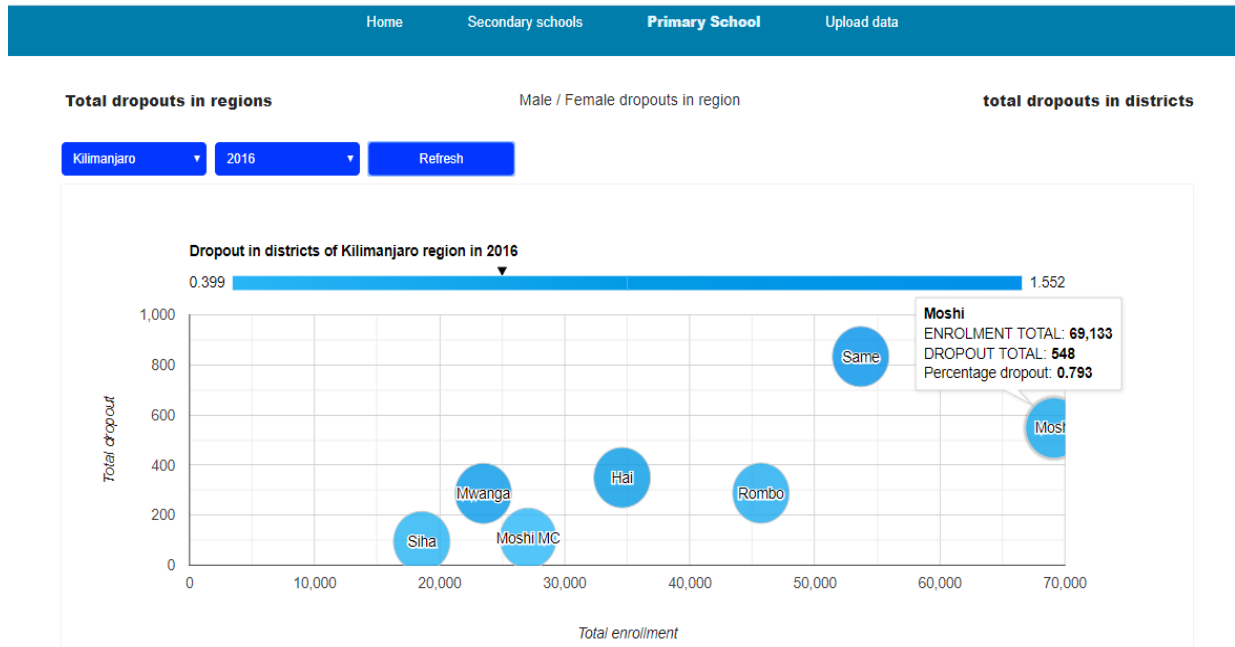 Home Secondary schools Primary School Upload data
Total dropouts in regions Male / Female dropouts in region total dropouts in districts
Kilimanjaro 2016 Refresh
Dropout in districts of Kilimanjaro region in 2016
0.399 1.552
Moshi
ENROLMENT TOTAL: 69,133
DROPOUT TOTAL: 548
Percentage dropout: 0.793
1,000
800
600
400
200
0
Total dropout
Same
Mosh
Hai
Mwanga
Rombo
Siha
Moshi MC
0 10,000 20,000 30,000 40,000 50,000 60,000 70,000
Total enrollment